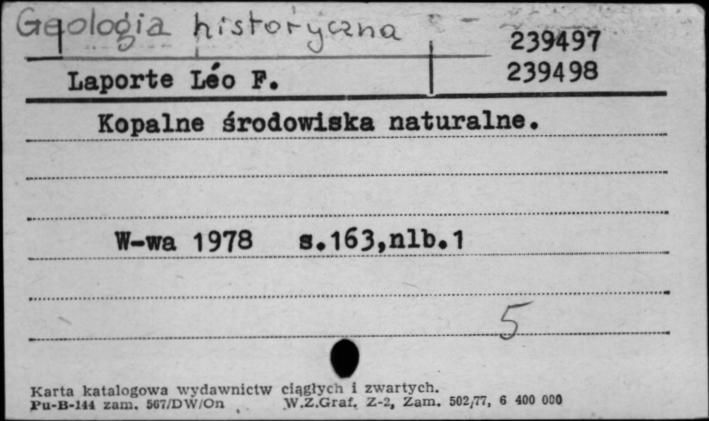 Geologia historyczna
239497
Laporte Léo F.
239498
Kopalne środowiska naturalne.
W-wa 1978 s.163,nlb.1
5
Karta katalogowa wydawnictw ciągłych i zwartych.
Pu-B-144 zam. 567/DW/On W.Z.Graf. Z-2, Zam. 502/77, 6 400 000